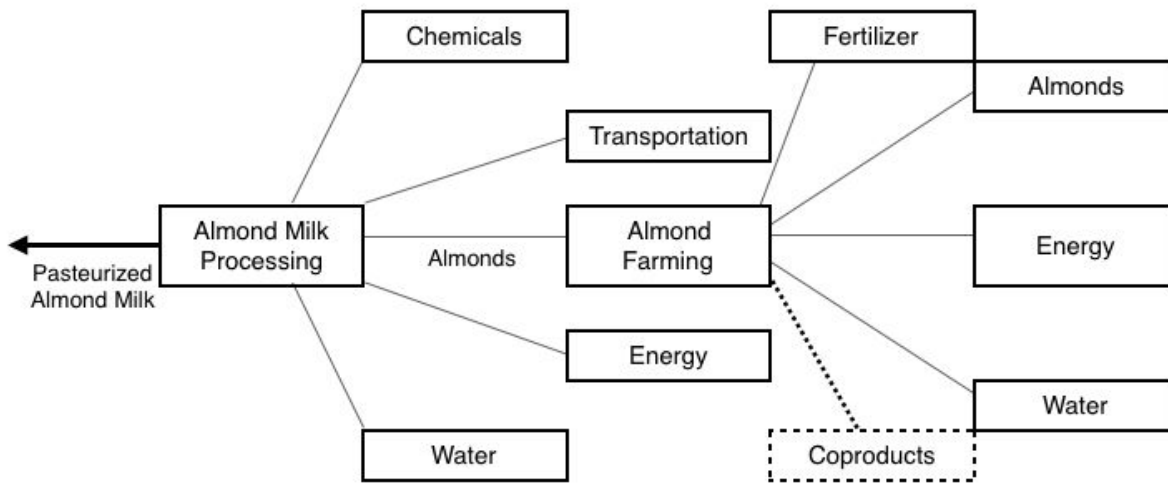 Chemicals
Fertilizer
Almonds
Transportation
Almond Milk
Processing
Almonds
Almond
Farming
Energy
Pasteurized
Almond Milk
Energy
Water
Water
Coproducts